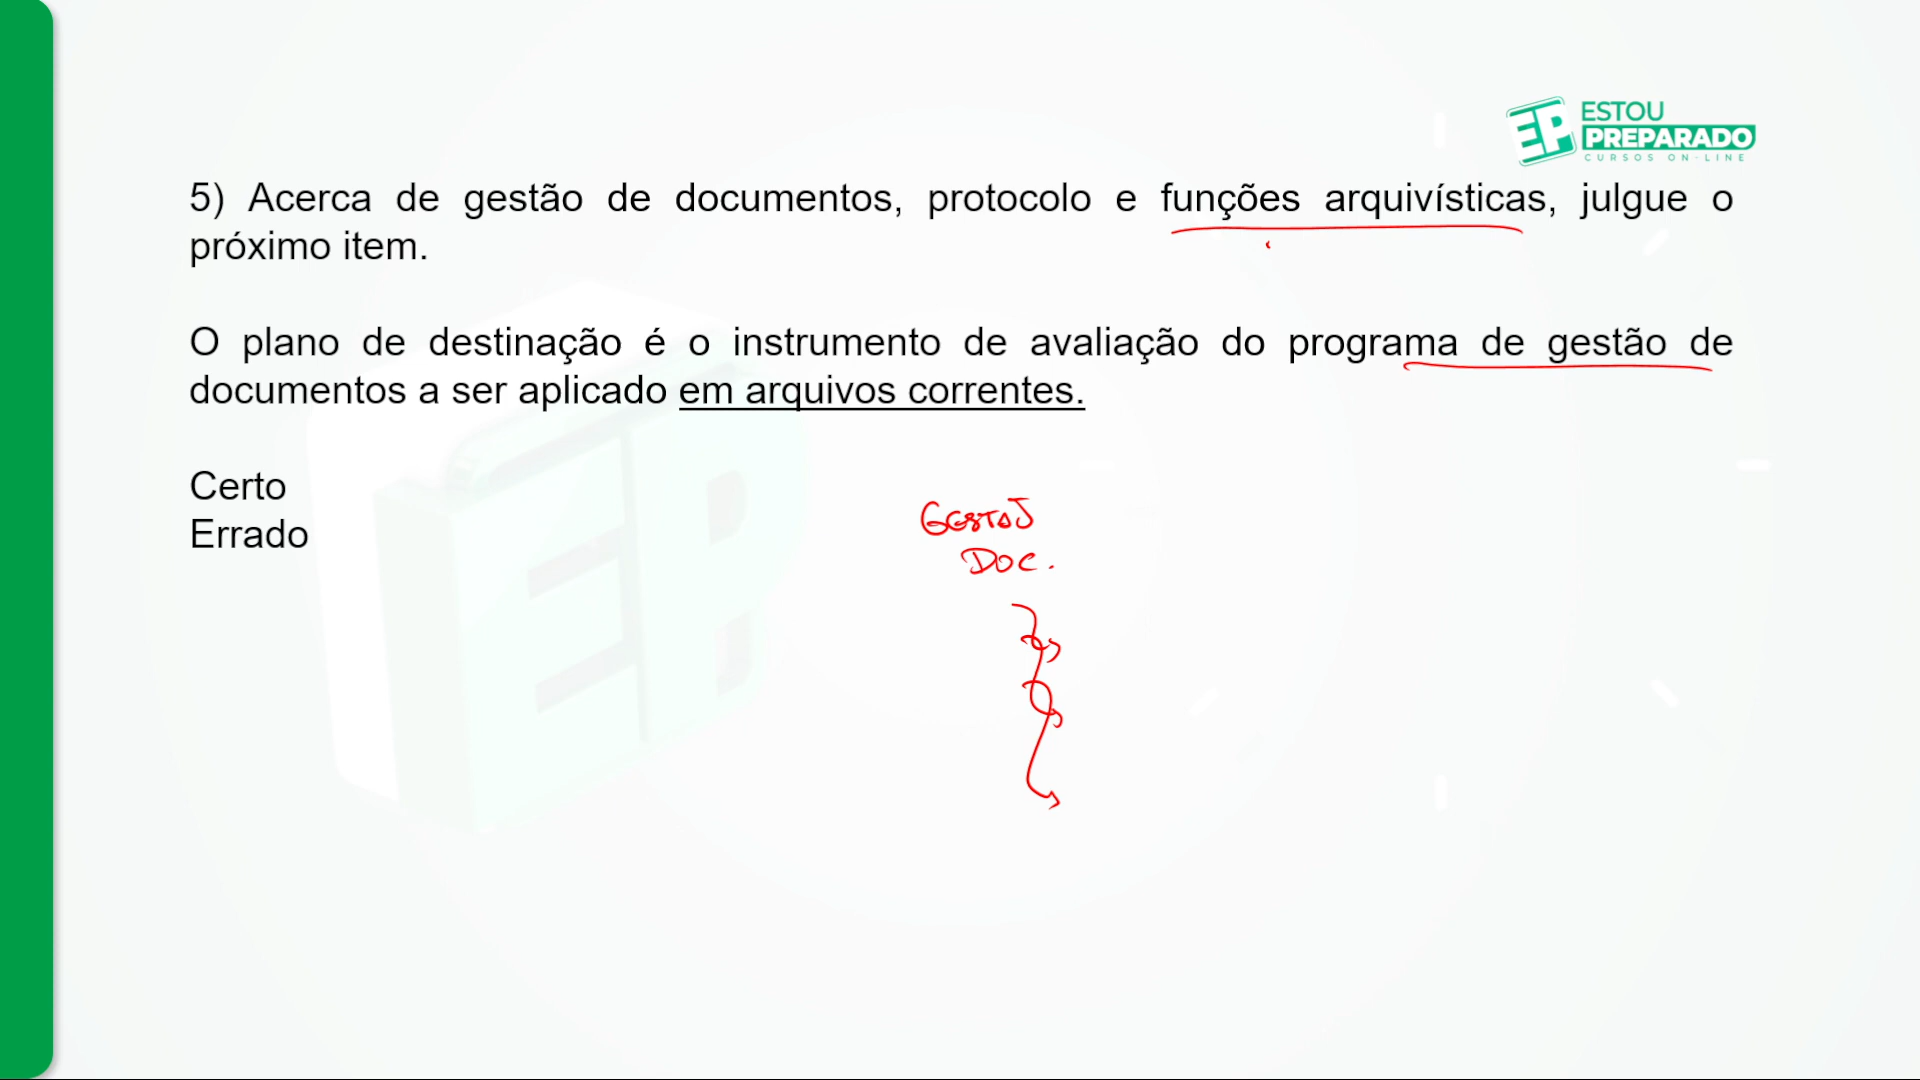 ESTOU
PREPARADO
CURSOS ON-LINE
5) Acerca de gestão de documentos, protocolo e funções arquivísticas, julgue o
próximo item.
O plano de destinação é o instrumento de avaliação do programa de gestão de
documentos a ser aplicado em arquivos correntes.
Certo
Errado
GESTÃO
DOC.